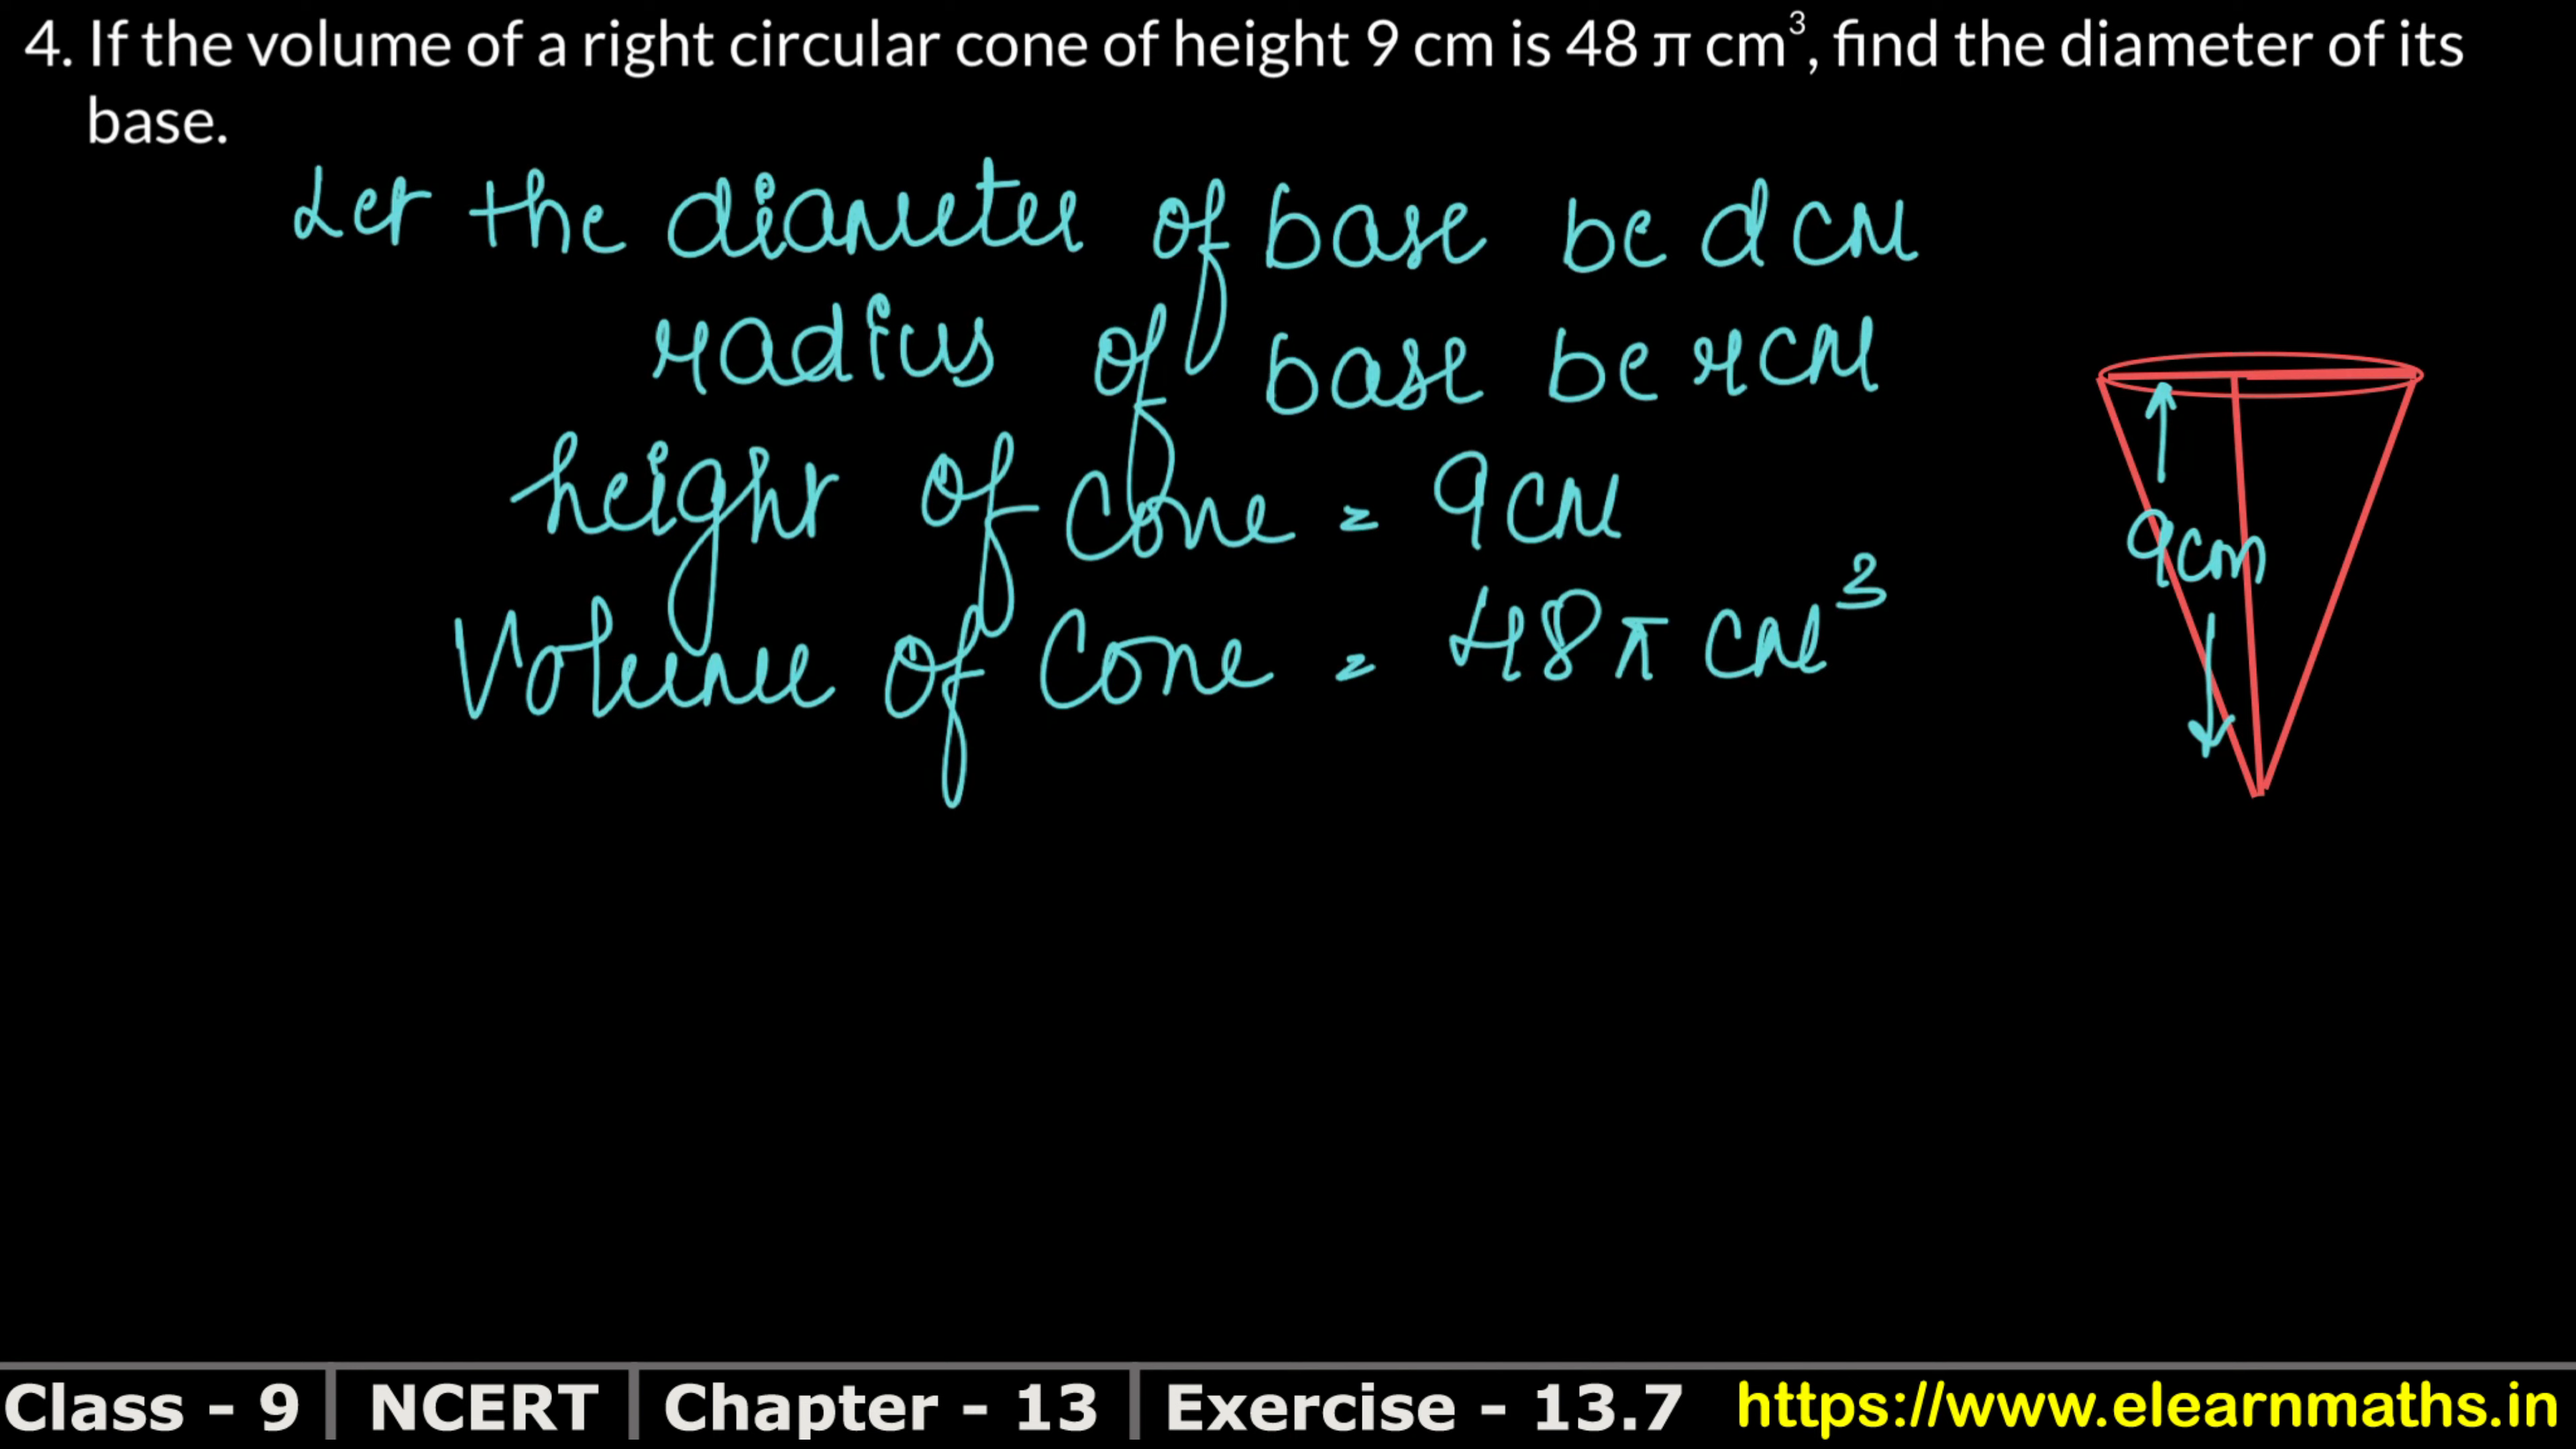 4. If the volume of a right circular cone of height 9 cm is 48 π cm³, find the diameter of its
base.
Let the diameter of base be d cm
radius of base be r cm
height of cone = 9 cm
Volume of cone = 48 π cm³
9cm
Class - 9 | NCERT | Chapter - 13 | Exercise - 13.7 https://www.elearnmaths.in